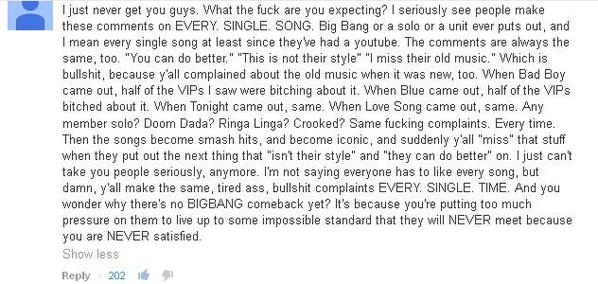 I just never get you guys. What the fuck are you expecting? I seriously see people make
these comments on EVERY. SINGLE. SONG. Big Bang or a solo or a unit ever puts out, and
I mean every single song at least since they've had a youtube. The comments are always the
same, too. "You can do better." "This is not their style" "I miss their old music." Which is
bullshit, because y'all complained about the old music when it was new, too. When Bad Boy
came out, half of the VIPs I saw were bitching about it. When Blue came out, half of the VIPs
bitched about it. When Tonight came out, same. When Love Song came out, same. Any
member solo? Doom Dada? Ringa Linga? Crooked? Same fucking complaints. Every time.
Then the songs become smash hits, and become iconic, and suddenly y'all "miss" that stuff
when they put out the next thing that "isn't their style" and "they can do better" on. I just can't
take you people seriously, anymore. I'm not saying everyone has to like every song, but
damn, y'all make the same, tired ass, bullshit complaints EVERY. SINGLE. TIME. And you
wonder why there's no BIGBANG comeback yet? It's because you're putting too much
pressure on them to live up to some impossible standard that they will NEVER meet because
you are NEVER satisfied.
Show less
Reply · 202